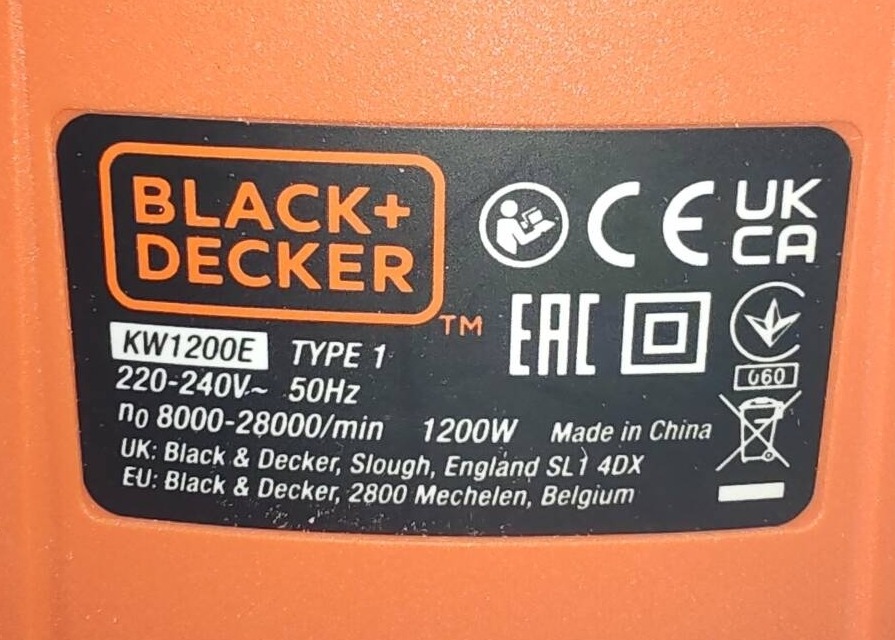 BLACK+
DECKER
TM
CE
UK
CA
EAC
060
KW1200E TYPE 1
220-240V~ 50Hz
n0 8000-28000/min 1200W Made in China
UK: Black & Decker, Slough, England SL1 4DX
EU: Black & Decker, 2800 Mechelen, Belgium